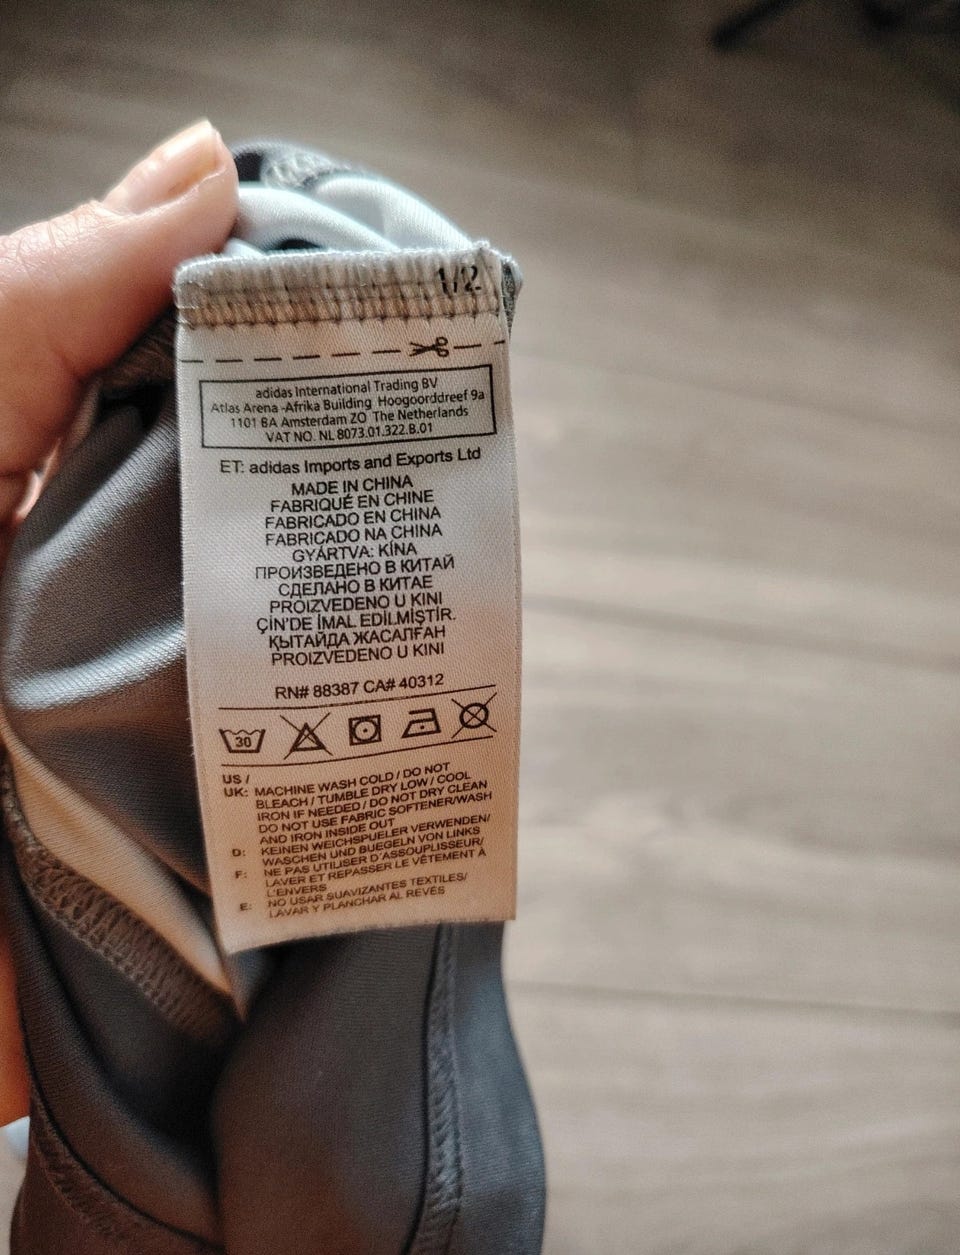 1/2
adidas International Trading BV
Atlas Arena -Afrika Building Hoogoorddreef 9a
1101 BA Amsterdam ZO The Netherlands
VAT NO. NL 8073.01.322.B.01
ET: adidas Imports and Exports Ltd
MADE IN CHINA
FABRIQUÉ EN CHINE
FABRICADO EN CHINA
FABRICADO NA CHINA
GYÁRTVA: KÍNA
ПРОИЗВЕДЕНО В КИТАЙ
СДЕЛАНО В КИТАЕ
PROIZVEDENO U KINI
ÇİN'DE İMAL EDİLMİŞTİR.
ҚЫТАЙДА ЖАСАЛҒАН
PROIZVEDENO U KINI
RN# 88387 CA# 40312
30
US /
UK: MACHINE WASH COLD / DO NOT
BLEACH / TUMBLE DRY LOW / COOL
IRON IF NEEDED / DO NOT DRY CLEAN
DO NOT USE FABRIC SOFTENER/WASH
AND IRON INSIDE OUT
D: KEINEN WEICHSPUELER VERWENDEN/
WASCHEN UND BUEGELN VON LINKS
F: NE PAS UTILISER D'ASSOUPLISSEUR/
LAVER ET REPASSER LE VÊTEMENT À
L'ENVERS
E: NO USAR SUAVIZANTES TEXTILES/
LAVAR Y PLANCHAR AL REVÉS